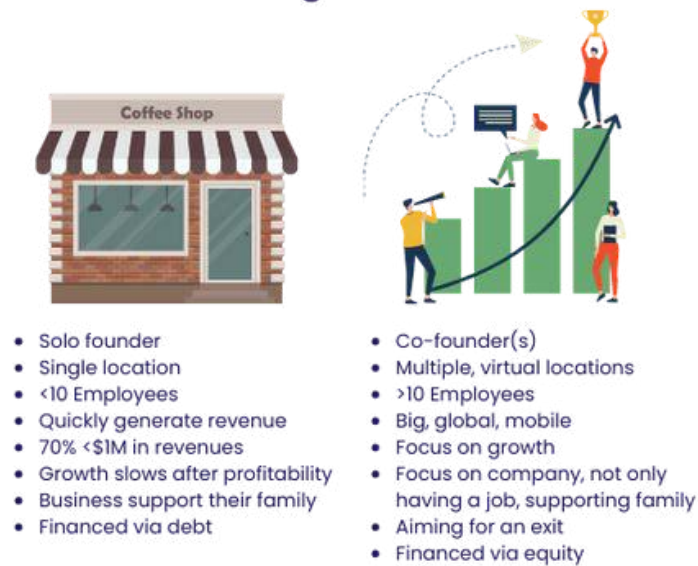 Coffee Shop
• Solo founder
• Single location
• <10 Employees
• Quickly generate revenue
• 70% <$1M in revenues
• Growth slows after profitability
• Business support their family
• Financed via debt
• Co-founder(s)
• Multiple, virtual locations
• >10 Employees
• Big, global, mobile
• Focus on growth
• Focus on company, not only
having a job, supporting family
• Aiming for an exit
• Financed via equity